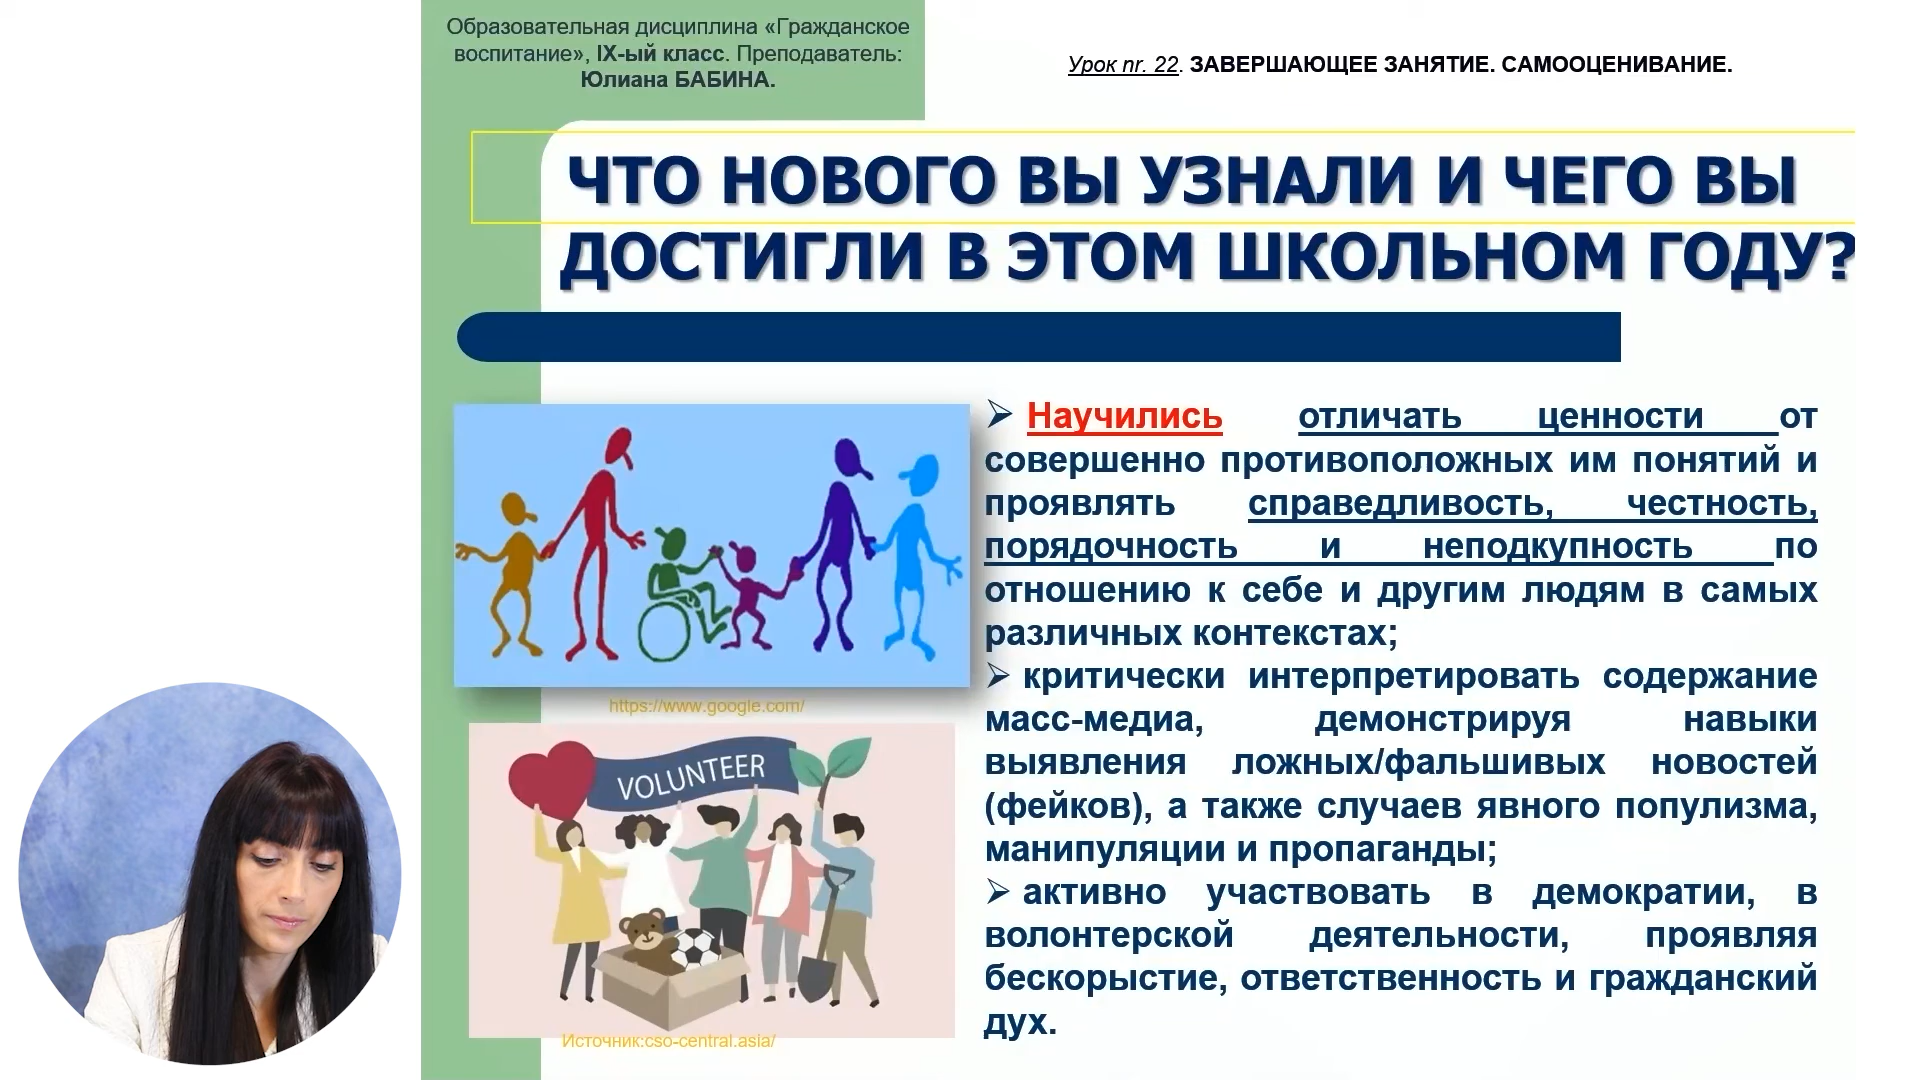 Образовательная дисциплина «Гражданское
воспитание», IX-ый класс. Преподаватель:
Юлиана БАБИНА.
Урок nr. 22. ЗАВЕРШАЮЩЕЕ ЗАНЯТИЕ. САМООЦЕНИВАНИЕ.
ЧТО НОВОГО ВЫ УЗНАЛИ И ЧЕГО ВЫ
ДОСТИГЛИ В ЭТОМ ШКОЛЬНОМ ГОДУ?
Научились отличать ценности от
совершенно противоположных им понятий и
проявлять справедливость, честность,
порядочность и неподкупность по
отношению к себе и другим людям в самых
различных контекстах;
критически интерпретировать содержание
масс-медиа, демонстрируя навыки
выявления ложных/фальшивых новостей
(фейков), а также случаев явного популизма,
манипуляции и пропаганды;
активно участвовать в демократии, в
волонтерской деятельности, проявляя
бескорыстие, ответственность и гражданский
дух.
https://www.google.com/
VOLUNTEER
Источник:cso-central.asia/